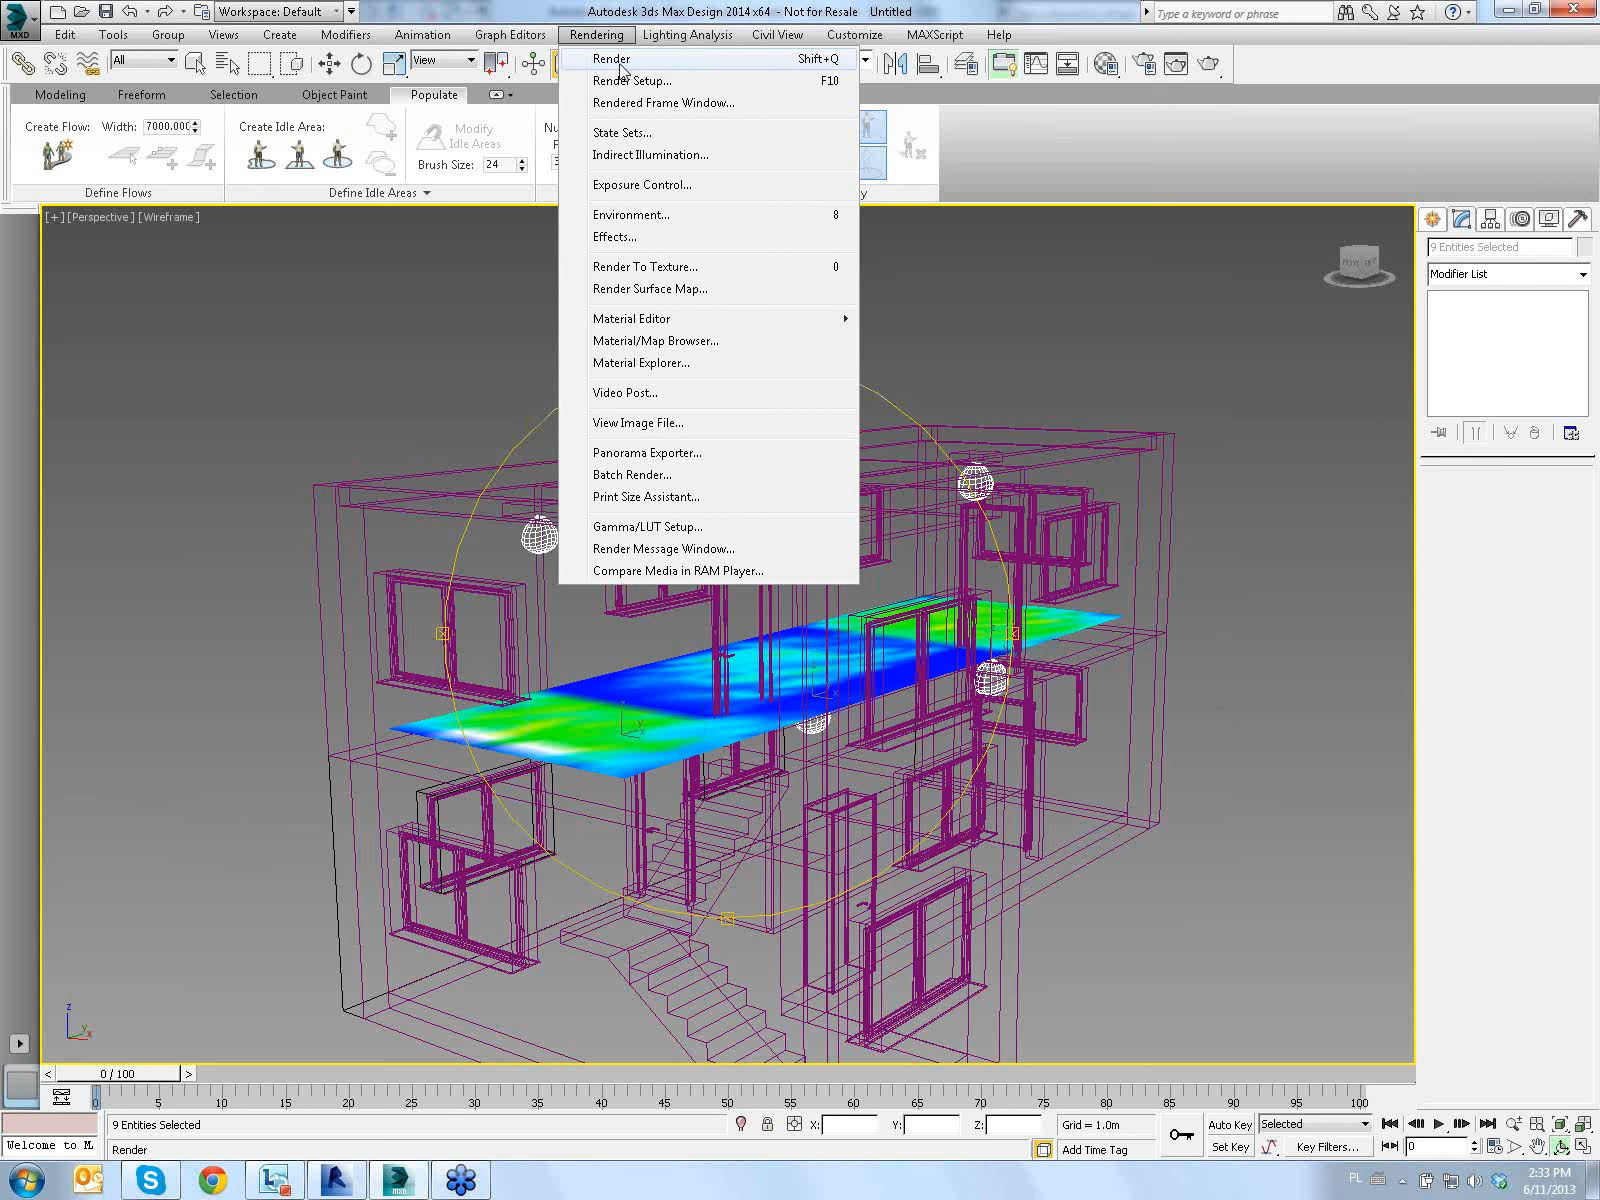 Workspace: Default
Autodesk 3ds Max Design 2014 x64 - Not for Resale Untitled
Type a keyword or phrase
MXD
Edit Tools Group Views Create Modifiers Animation Graph Editors Rendering Lighting Analysis Civil View Customize MAXScript Help
All
View
Modeling Freeform Selection Object Paint Populate
Create Flow: Width: 7000.00
Create Idle Area:
Modify
Idle Areas
Brush Size: 24
Define Flows
Define Idle Areas
Render Shift+Q
Render Setup... F10
Rendered Frame Window...
State Sets...
Indirect Illumination...
Exposure Control...
Environment... 8
Effects...
Render To Texture... 0
Render Surface Map...
Material Editor
Material/Map Browser...
Material Explorer...
Video Post...
View Image File...
Panorama Exporter...
Batch Render...
Print Size Assistant...
Gamma/LUT Setup...
Render Message Window...
Compare Media in RAM Player...
[+] [Perspective] [Wireframe]
9 Entities Selected
Modifier List
z
y
x
< 0 / 100 >
0 5 10 15 20 25 30 35 40 45 50 55 60 65 70 75 80 85 90 95 100
9 Entities Selected X: Y: Z: Grid = 1.0m Auto Key Selected
Welcome to M
Render Add Time Tag Set Key Key Filters... 0
PL
2:33 PM
6/11/2013